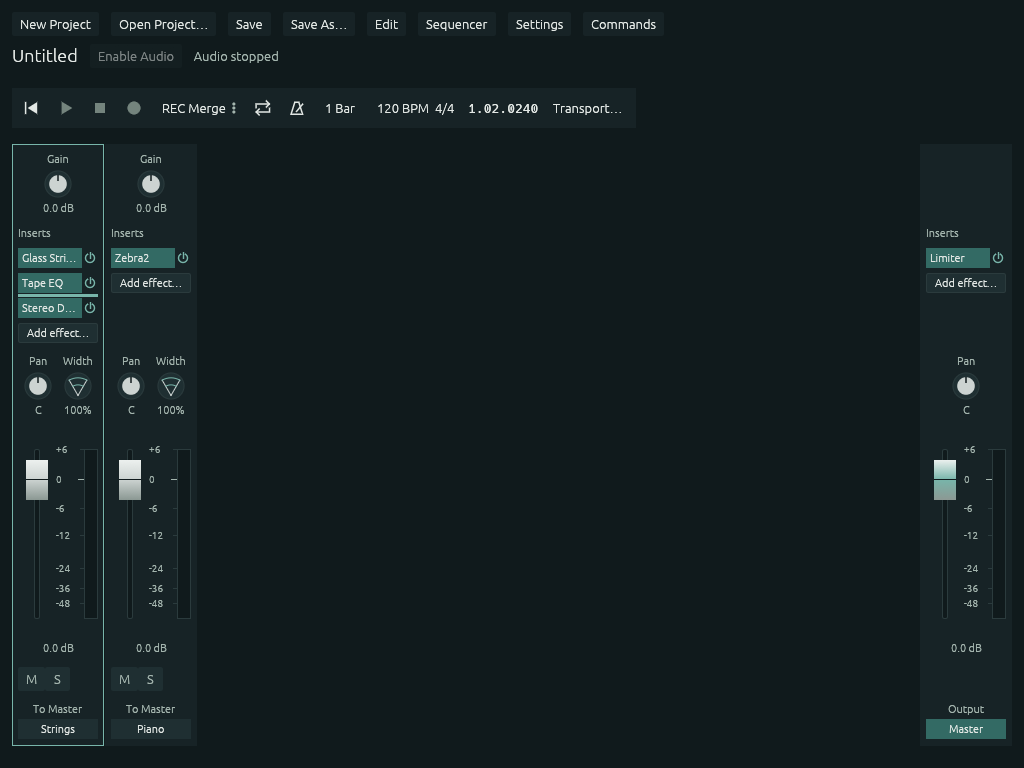 New Project Open Project... Save Save As... Edit Sequencer Settings Commands
Untitled Enable Audio Audio stopped
REC Merge 1 Bar 120 BPM 4/4 1.02.0240 Transport...
Gain Gain
0.0 dB 0.0 dB
Inserts Inserts Inserts
Glass Stri... Zebra2 Limiter
Tape EQ Add effect... Add effect...
Stereo D...
Add effect...
Pan Width Pan Width Pan
C 100% C 100% C
+6 +6 +6
0 0 0
-6 -6 -6
-12 -12 -12
-24 -24 -24
-36 -36 -36
-48 -48 -48
0.0 dB 0.0 dB 0.0 dB
M S M S
To Master To Master Output
Strings Piano Master